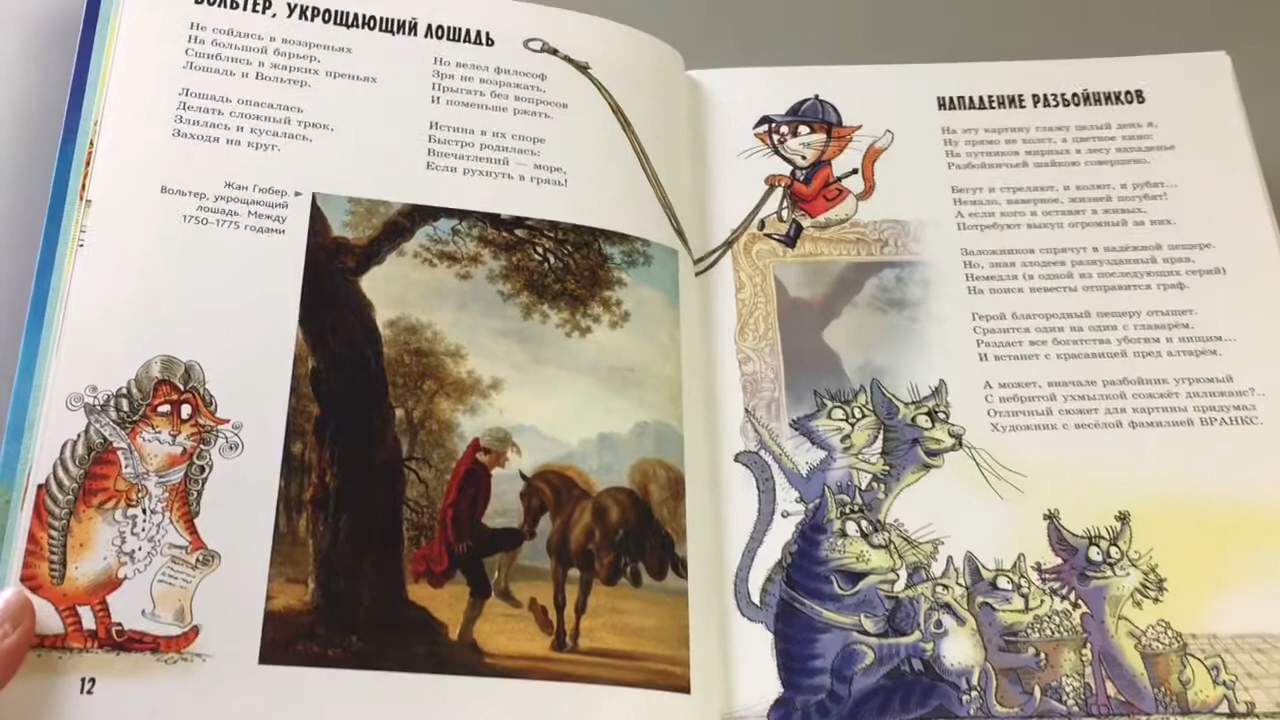 ВОЛЬТЕР, УКРОЩАЮЩИЙ ЛОШАДЬ
Не сойдясь в воззреньях
На большой барьер,
Сшиблись в жарких преньях
Лошадь и Вольтер.
Лошадь опасалась
Делать сложный трюк,
Злилась и кусалась,
Заходя на круг.
Но велел философ
Зря не возражать,
Прыгать без вопросов
И поменьше ржать.
Истина в их споре
Быстро родилась:
Впечатлений — море,
Если рухнуть в грязь!
Жан Гюбер.
Вольтер, укрощающий
лошадь. Между
1750–1775 годами
12
НАПАДЕНИЕ РАЗБОЙНИКОВ
На эту картину гляжу целый день я,
Ну прямо не холст, а цветное кино:
На путников мирных в лесу нападенье
Разбойничьей шайкою совершено.
Бегут и стреляют, и колют, и рубят...
Немало, наверное, жизней погубят!
А если кого и оставят в живых,
Потребуют выкуп огромный за них.
Заложников спрячут в надёжной пещере.
Но, зная злодеев разнузданный нрав,
Немедля (в одной из последующих серий)
На поиск невесты отправится граф.
Герой благородный пещеру отыщет.
Сразится один на один с главарём,
Раздаст все богатства убогим и нищим...
И встанет с красавицей пред алтарём.
А может, вначале разбойник угрюмый
С небритой ухмылкой сожжёт дилижанс?..
Отличный сюжет для картины придумал
Художник с весёлой фамилией ВРАНКС.